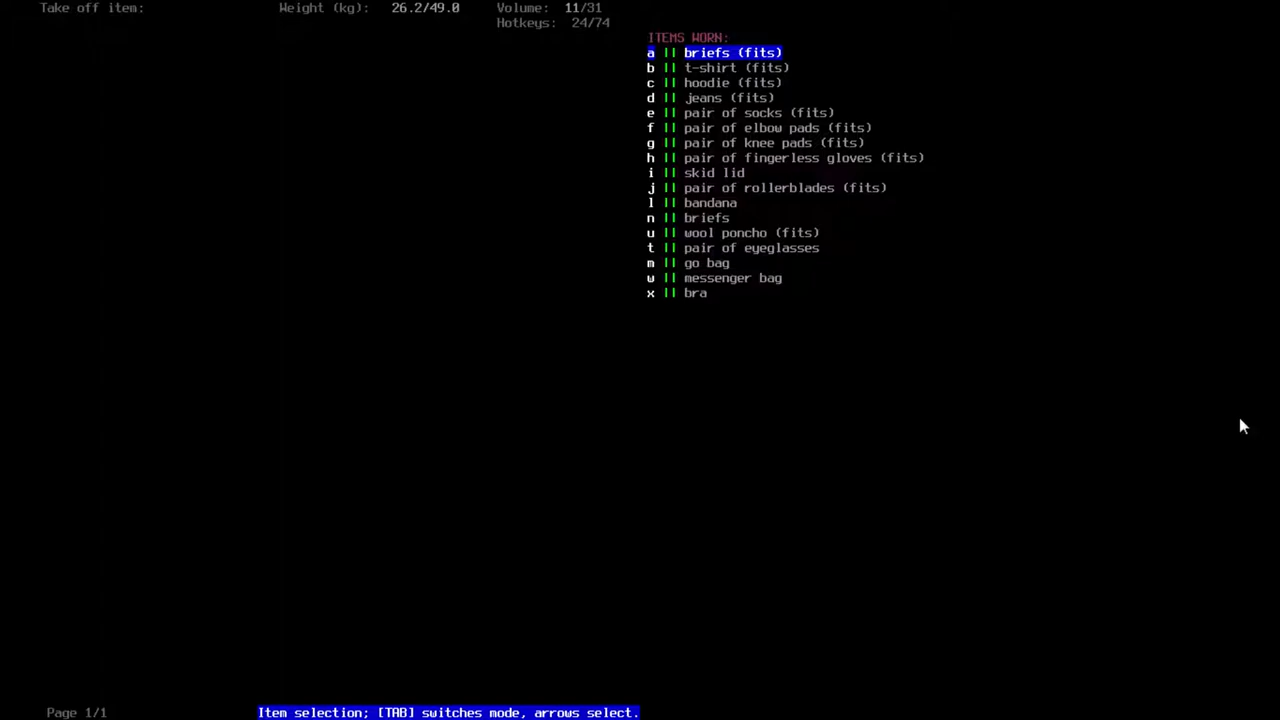 Take off item: Weight (kg): 26.2/49.0 Volume: 11/31
Hotkeys: 24/74
ITEMS WORN:
a || briefs (fits)
b || t-shirt (fits)
c || hoodie (fits)
d || jeans (fits)
e || pair of socks (fits)
f || pair of elbow pads (fits)
g || pair of knee pads (fits)
h || pair of fingerless gloves (fits)
i || skid lid
j || pair of rollerblades (fits)
l || bandana
n || briefs
u || wool poncho (fits)
t || pair of eyeglasses
m || go bag
w || messenger bag
x || bra
Page 1/1 Item selection; [TAB] switches mode, arrows select.